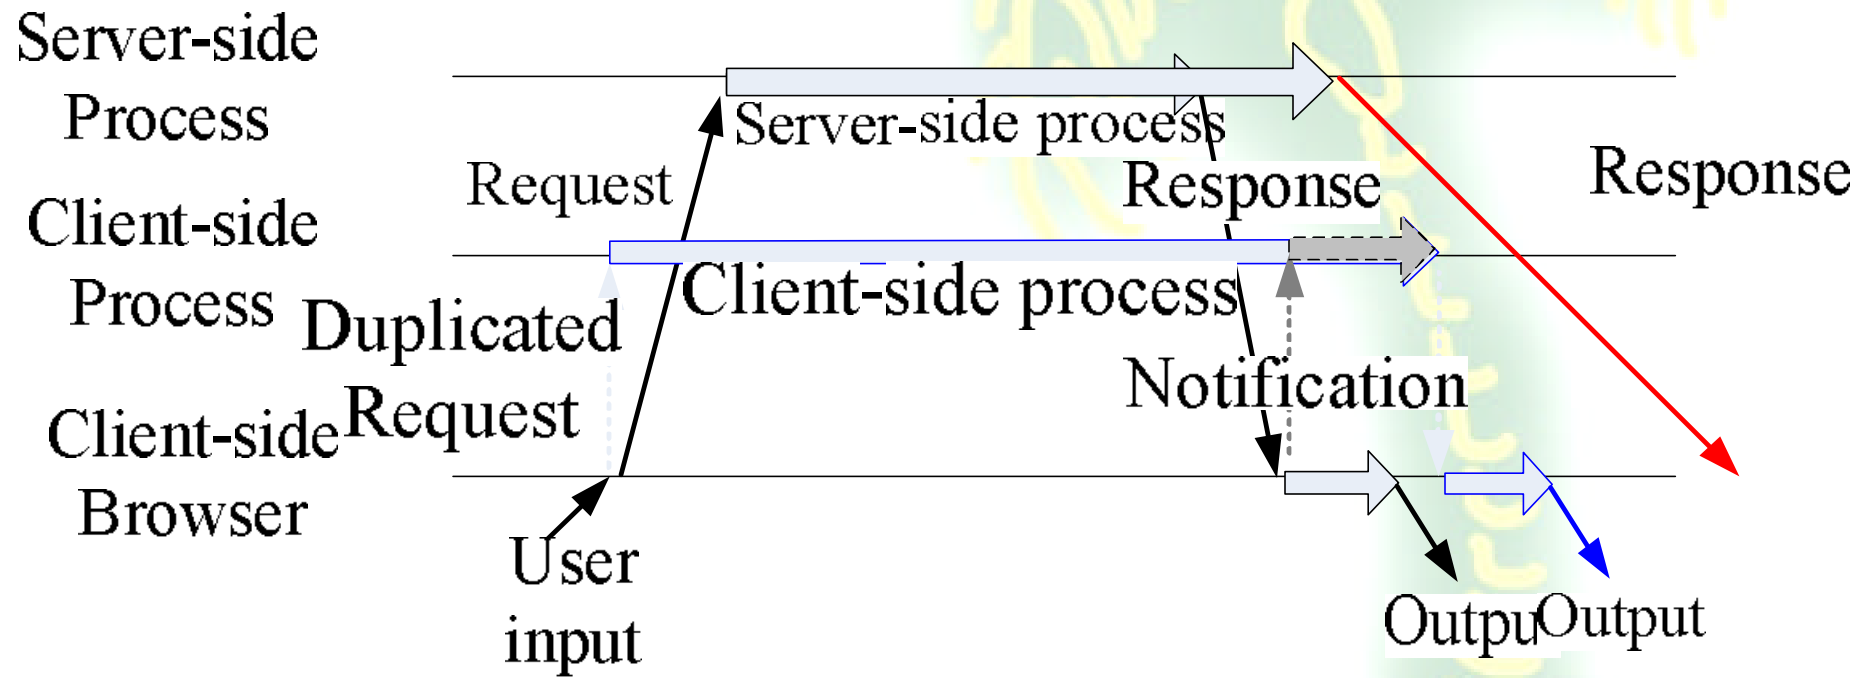 Server-side
Process
Server-side process
Request
Response
Response
Client-side
Process
Client-side process
Duplicated
Request
Notification
Client-side
Browser
User
input
Outpu
Output